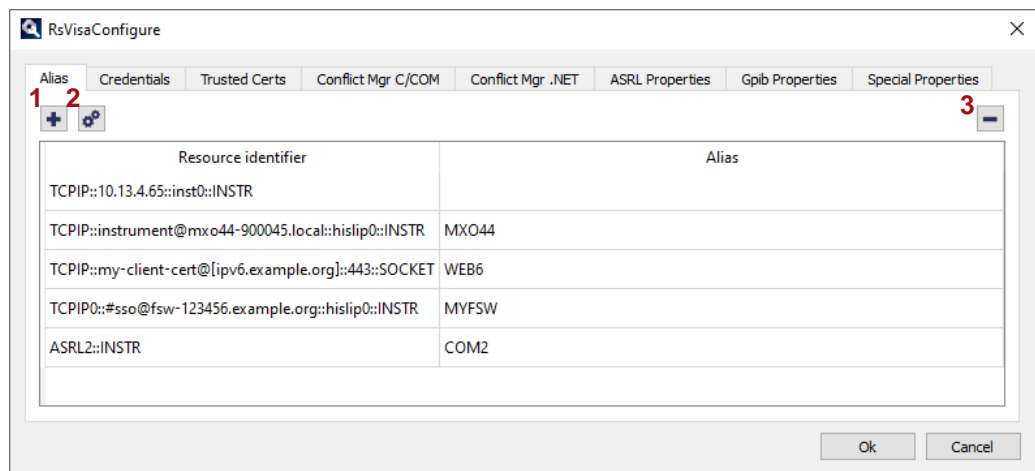 RsVisaConfigure
Alias Credentials Trusted Certs Conflict Mgr C/COM Conflict Mgr .NET ASRL Properties Gpib Properties Special Properties
1 2 3
Resource identifier Alias
TCPIP::10.13.4.65::inst0::INSTR
TCPIP::instrument@mxo44-900045.local::hislip0::INSTR MXO44
TCPIP::my-client-cert@[ipv6.example.org]::443::SOCKET WEB6
TCPIP0::#sso@fsw-123456.example.org::hislip0::INSTR MYFSW
ASRL2::INSTR COM2
Ok Cancel